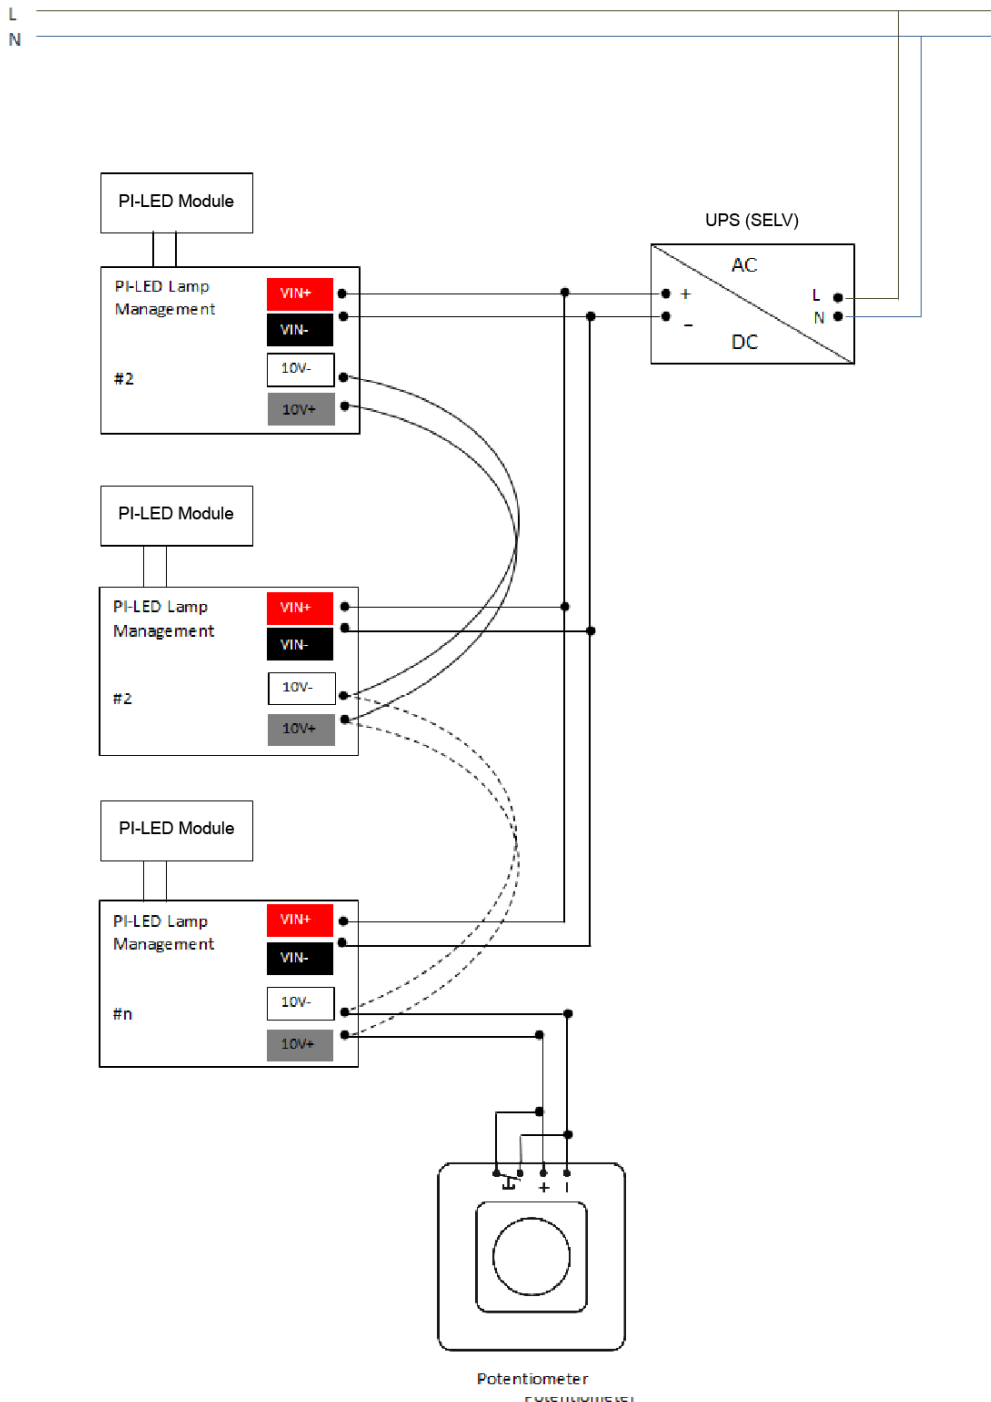 L
N
PI-LED Module
UPS (SELV)
AC
PI-LED Lamp
Management
VIN+
+
L
VIN-
−
N
DC
10V-
#2
10V+
PI-LED Module
PI-LED Lamp
Management
VIN+
VIN-
10V-
#2
10V+
PI-LED Module
PI-LED Lamp
Management
VIN+
VIN-
10V-
#n
10V+
+ −
Potentiometer
Potentiometer